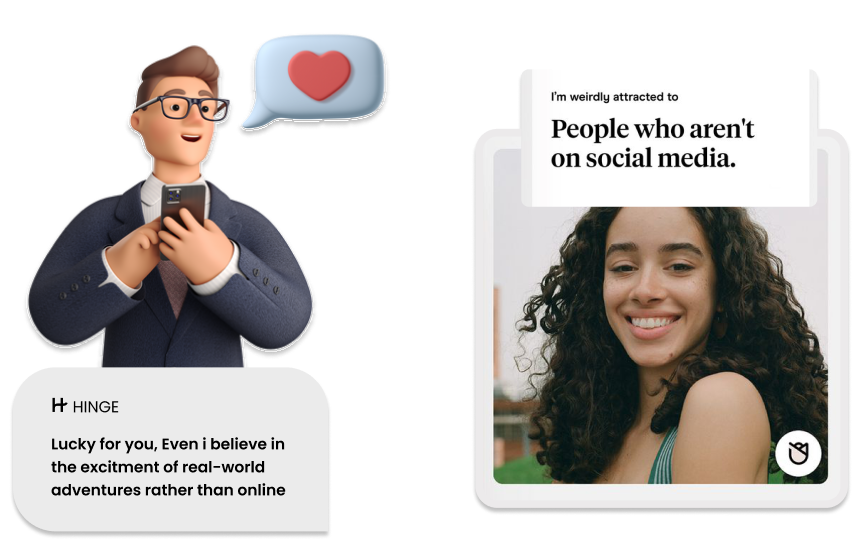 I'm weirdly attracted to
People who aren't
on social media.
HINGE
Lucky for you, Even i believe in
the excitment of real-world
adventures rather than online